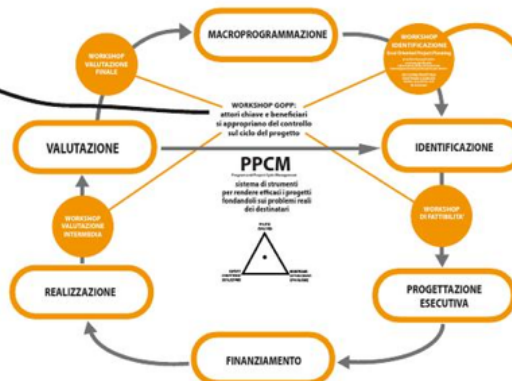 MACROPROGRAMMAZIONE
WORKSHOP
VALUTAZIONE
FINALE
WORKSHOP
IDENTIFICAZIONE
WORKSHOP GOPP:
attori chiave e beneficiari
si appropriano del controllo
sul ciclo del progetto
VALUTAZIONE
IDENTIFICAZIONE
PPCM
sistema di strumenti
per rendere efficaci i progetti
fondandoli sui problemi reali
dei destinatari
WORKSHOP
VALUTAZIONE
INTERMEDIA
WORKSHOP
DI FATTIBILITA'
REALIZZAZIONE
PROGETTAZIONE
ESECUTIVA
FINANZIAMENTO